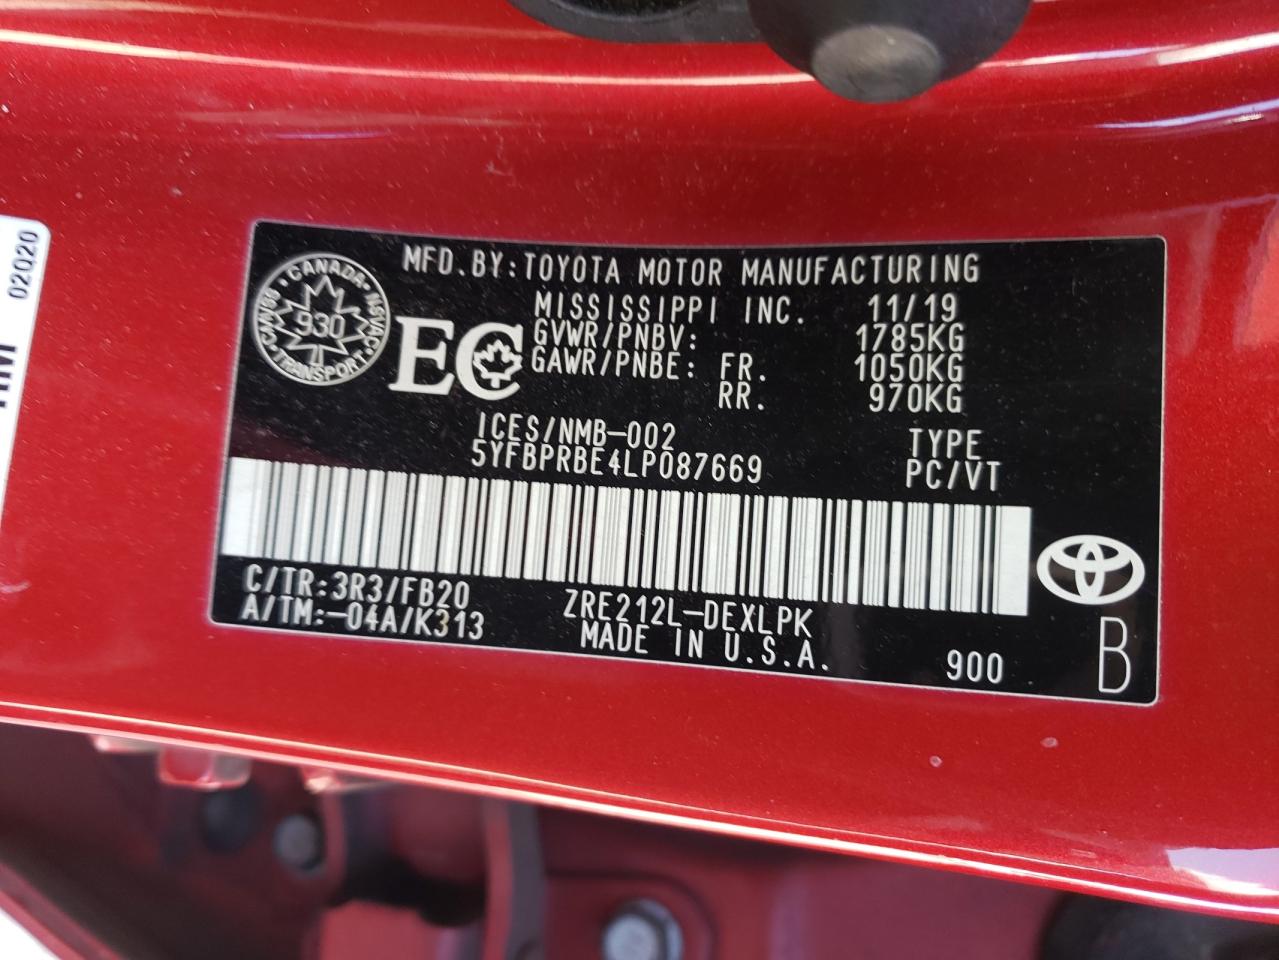 02020
MFD.BY:TOYOTA MOTOR MANUFACTURING
MISSISSIPPI INC. 11/19
GVWR/PNBV: 1785KG
GAWR/PNBE: FR. 1050KG
RR. 970KG
CANADA
930
TRANSPORT
EC
ICES/NMB-002 TYPE
5YFBPRBE4LP087669 PC/VT
C/TR:3R3/FB20 ZRE212L-DEXLPK
A/TM:-04A/K313 MADE IN U.S.A. 900 B